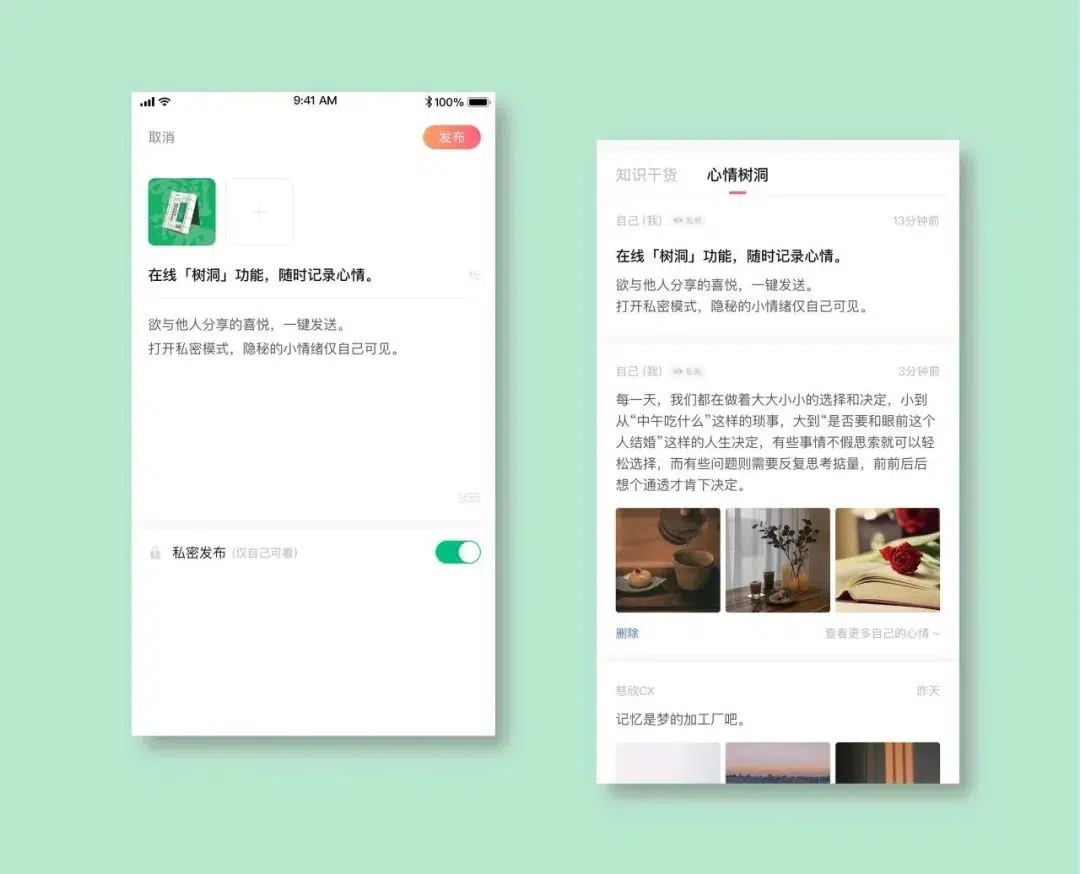 9:41 AM
100%
取消
发布
在线「树洞」功能，随时记录心情。
15
欲与他人分享的喜悦，一键发送。
打开私密模式，隐秘的小情绪仅自己可见。
956
私密发布 (仅自己可看)
知识干货 心情树洞
自己 (我) 私密 13分钟前
在线「树洞」功能，随时记录心情。
欲与他人分享的喜悦，一键发送。
打开私密模式，隐秘的小情绪仅自己可见。
自己 (我) 私密 3分钟前
每一天，我们都在做着大大小小的选择和决定，小到
从“中午吃什么”这样的琐事，大到“是否要和眼前这个
人结婚”这样的人生决定，有些事情不假思索就可以轻
松选择，而有些问题则需要反复思考掂量，前前后后
想个通透才肯下决定。
删除 查看更多自己的心情
慈欣CX 昨天
记忆是梦的加工厂吧。